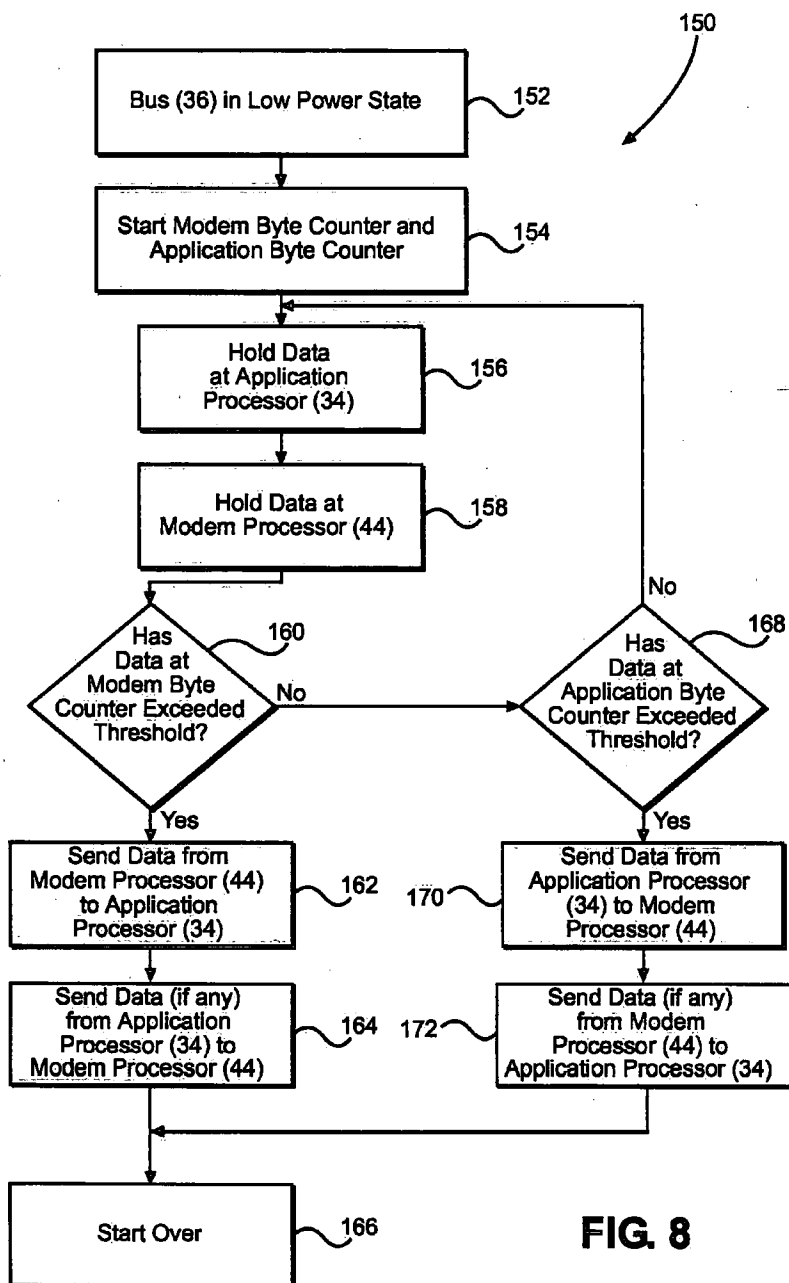 150
Bus (36) in Low Power State
152
Start Modem Byte Counter and
Application Byte Counter
154
Hold Data
at Application
Processor (34)
156
Hold Data at
Modem Processor (44)
158
No
Has
Data at
Modem Byte
Counter Exceeded
Threshold?
160
No
Has
Data at
Application Byte
Counter Exceeded
Threshold?
168
Yes
Yes
Send Data from
Modem Processor (44)
to Application
Processor (34)
162
170
Send Data from
Application Processor
(34) to Modem
Processor (44)
Send Data (if any)
from Application
Processor (34) to
Modem Processor (44)
164
172
Send Data (if any)
from Modem
Processor (44) to
Application Processor (34)
Start Over
166
FIG. 8